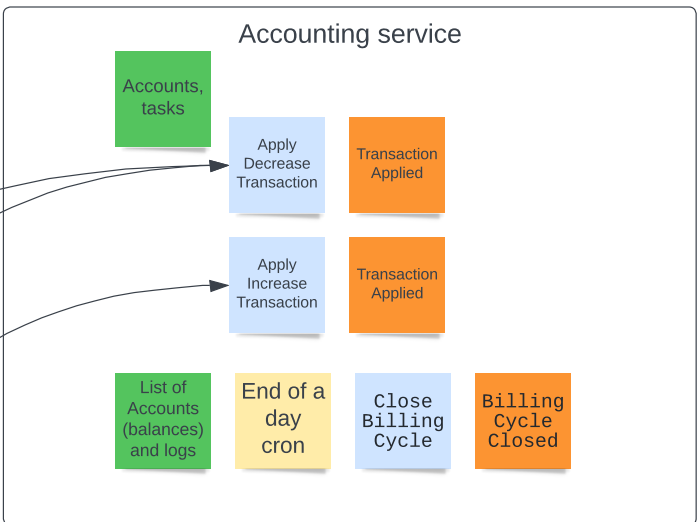 Accounting service
Accounts,
tasks
Apply
Decrease
Transaction
Transaction
Applied
Apply
Increase
Transaction
Transaction
Applied
List of
Accounts
(balances)
and logs
End of a
day
cron
Close
Billing
Cycle
Billing
Cycle
Closed